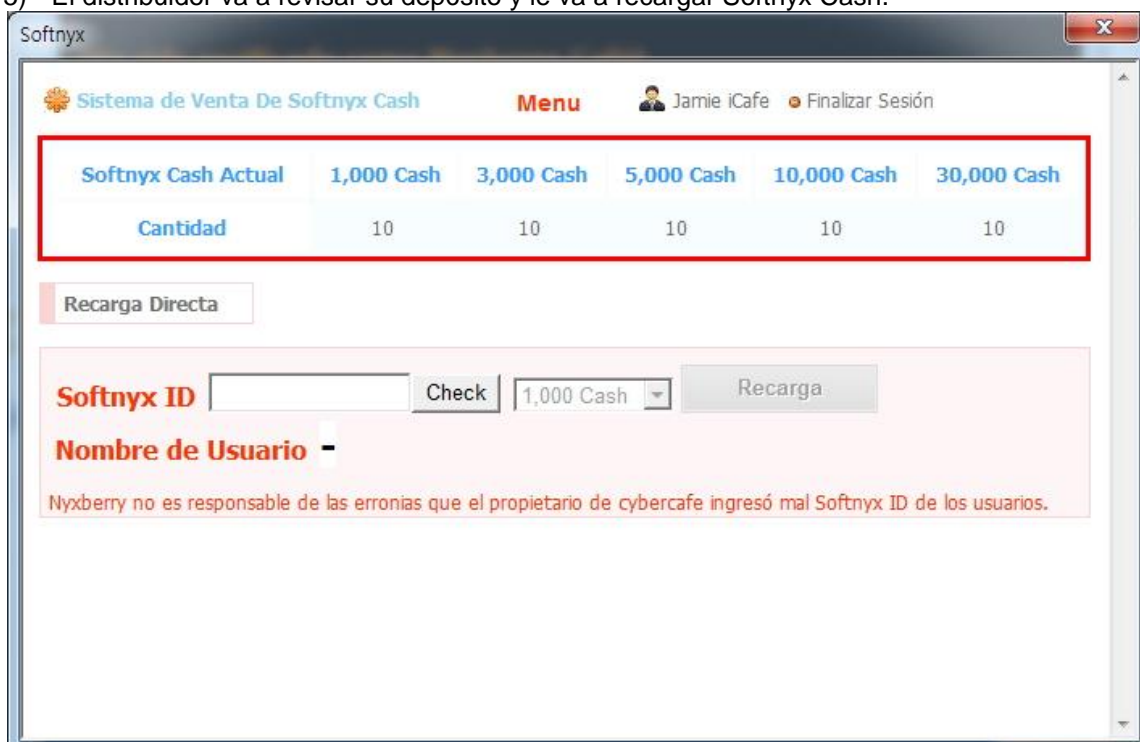 El distribuidor va a revisar su depósito y le va a recargar Softnyx Cash.
Softnyx
Sistema de Venta De Softnyx Cash Menu Jamie iCafe Finalizar Sesión
Softnyx Cash Actual 1,000 Cash 3,000 Cash 5,000 Cash 10,000 Cash 30,000 Cash
Cantidad 10 10 10 10 10
Recarga Directa
Softnyx ID Check 1,000 Cash Recarga
Nombre de Usuario -
Nyxberry no es responsable de las erronias que el propietario de cybercafe ingresó mal Softnyx ID de los usuarios.